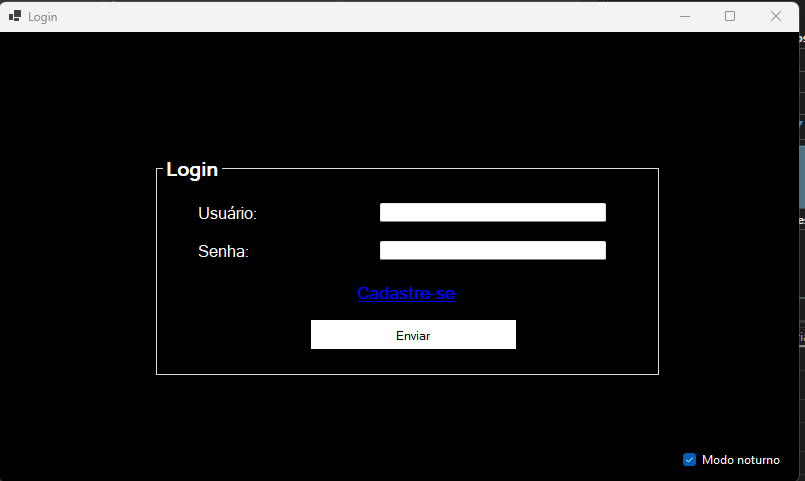 Login
Login
Usuário:
Senha:
Cadastre-se
Enviar
Modo noturno